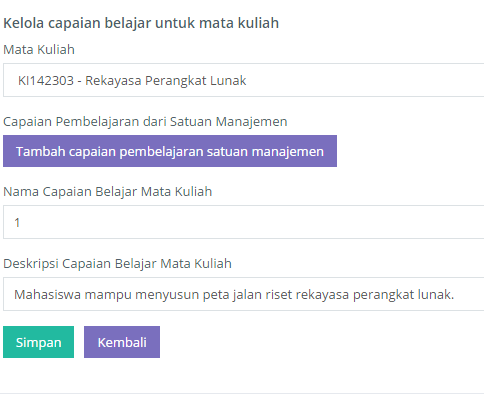 Kelola capaian belajar untuk mata kuliah
Mata Kuliah
KI142303 - Rekayasa Perangkat Lunak
Capaian Pembelajaran dari Satuan Manajemen
Tambah capaian pembelajaran satuan manajemen
Nama Capaian Belajar Mata Kuliah
1
Deskripsi Capaian Belajar Mata Kuliah
Mahasiswa mampu menyusun peta jalan riset rekayasa perangkat lunak.
Simpan Kembali